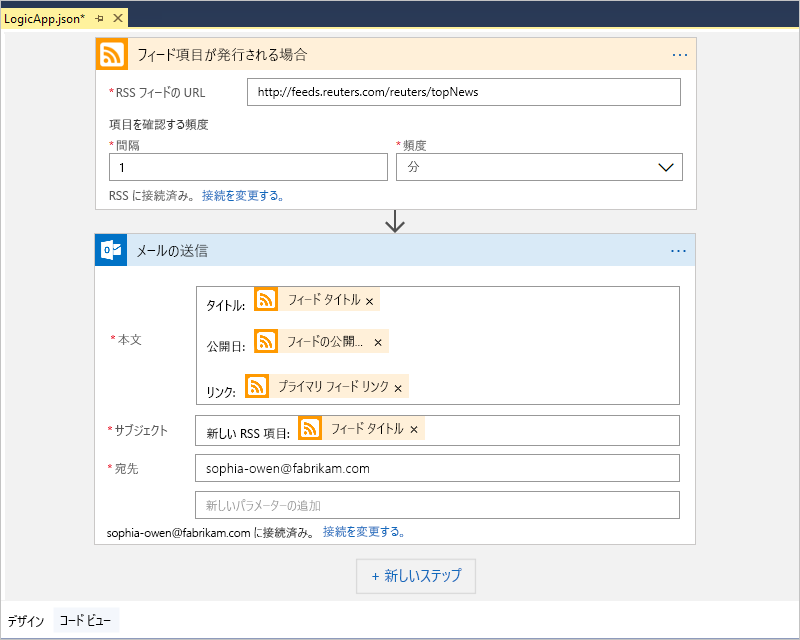 LogicApp.json*
フィード項目が発行される場合
*RSS フィードの URL
http://feeds.reuters.com/reuters/topNews
項目を確認する頻度
*間隔
*頻度
1
分
RSS に接続済み。 接続を変更する。
メールの送信
*本文
タイトル: フィード タイトル ×
公開日: フィードの公開... ×
リンク: プライマリ フィード リンク ×
*サブジェクト
新しい RSS 項目: フィード タイトル ×
*宛先
sophia-owen@fabrikam.com
新しいパラメーターの追加
sophia-owen@fabrikam.com に接続済み。 接続を変更する。
+ 新しいステップ
デザイン コード ビュー